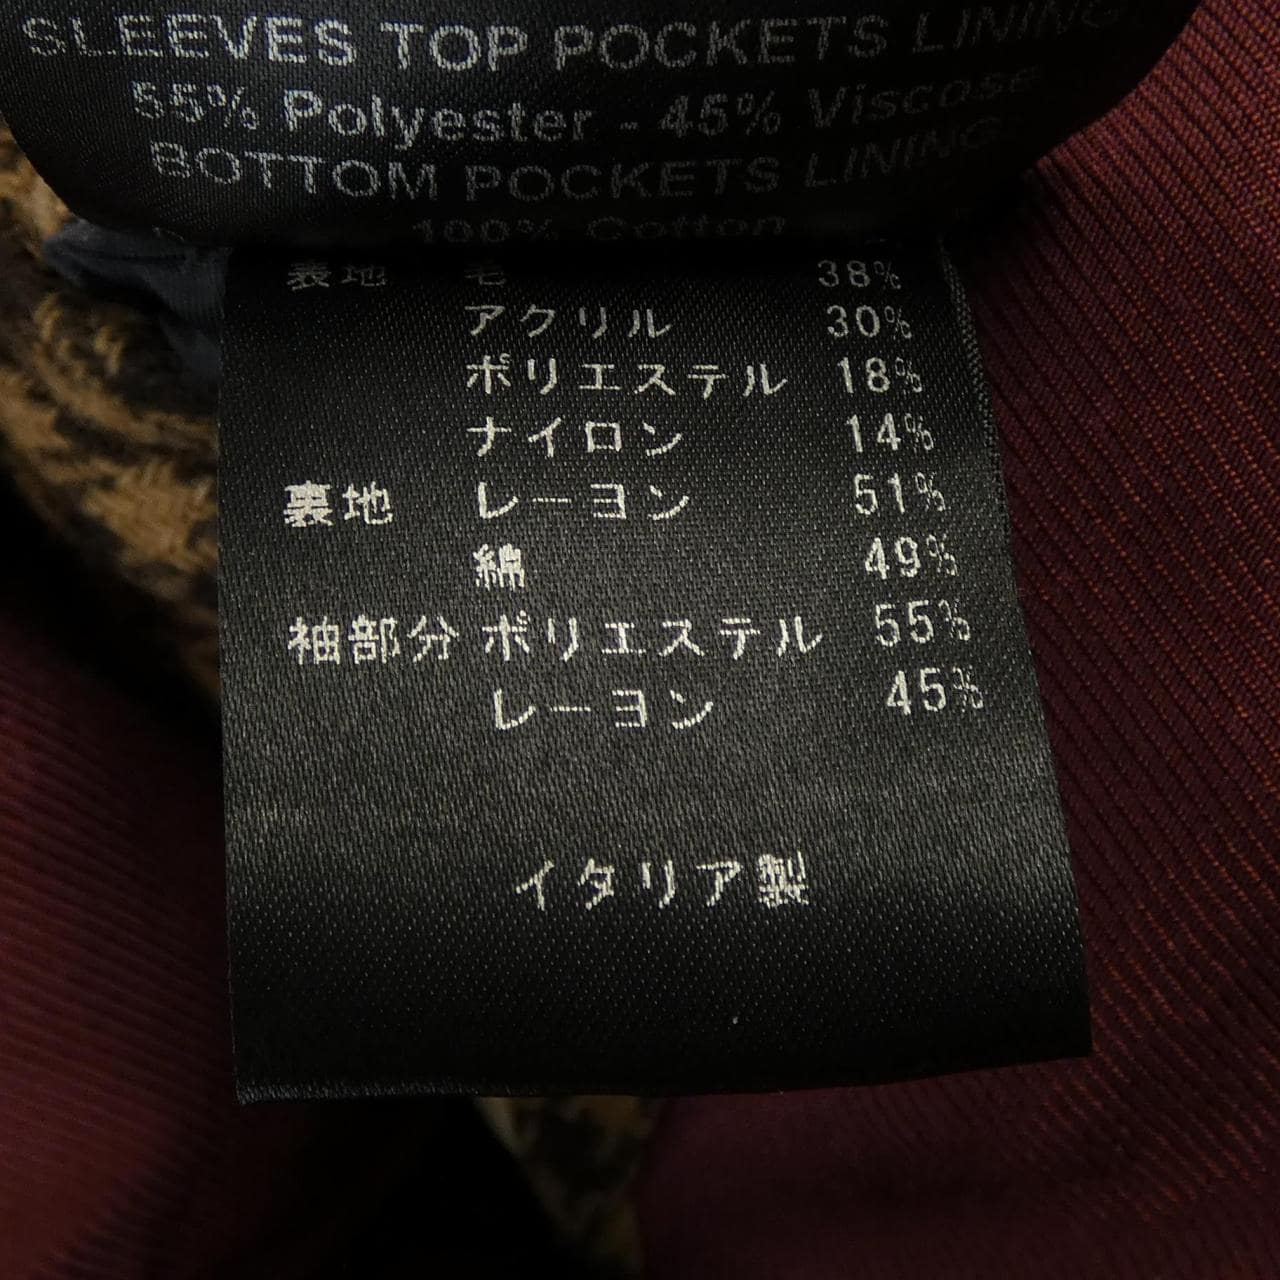 SLEEVES TOP POCKETS LINING
55% Polyester - 45% Viscose
BOTTOM POCKETS LINING
100% Cotton
表地 毛 38%
アクリル 30%
ポリエステル 18%
ナイロン 14%
裏地 レーヨン 51%
綿 49%
袖部分 ポリエステル 55%
レーヨン 45%
イタリア製